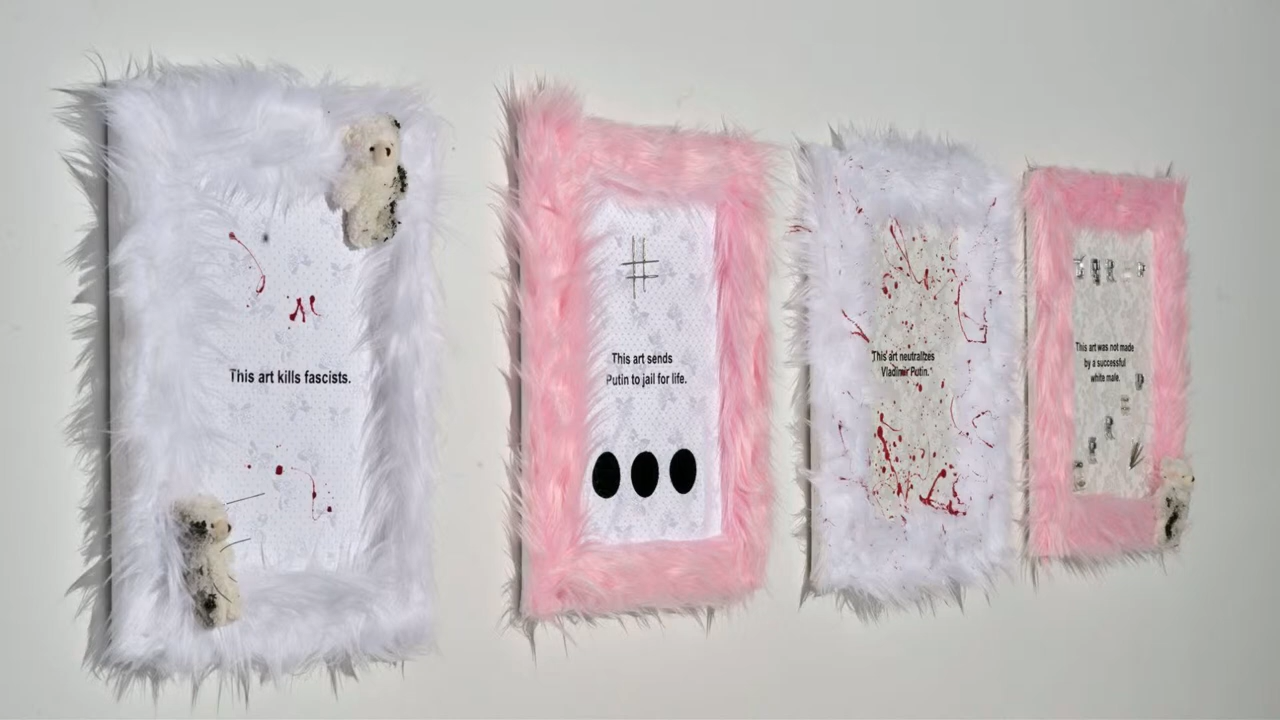 This art kills fascists.
#
This art sends
Putin to jail for life.
This art neutralizes
Vladimir Putin.
This art was not made
by a successful
white male.